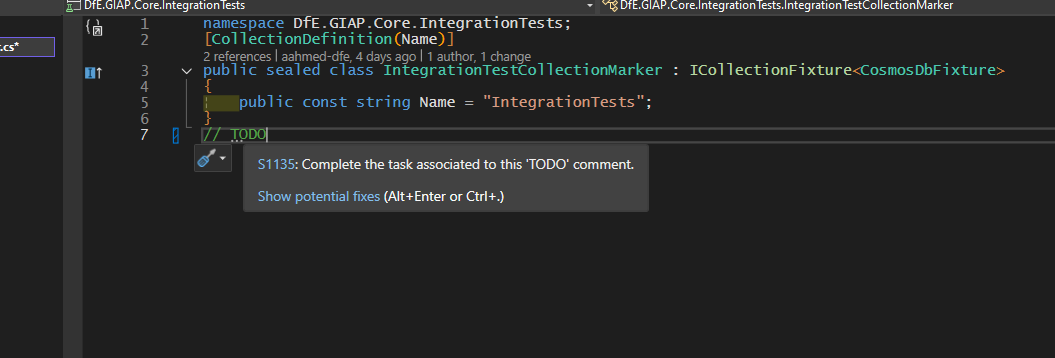 DfE.GIAP.Core.IntegrationTests
DfE.GIAP.Core.IntegrationTests.IntegrationTestCollectionMarker
.cs*
1 namespace DfE.GIAP.Core.IntegrationTests;
2 [CollectionDefinition(Name)]
2 references | aahmed-dfe, 4 days ago | 1 author, 1 change
3 public sealed class IntegrationTestCollectionMarker : ICollectionFixture<CosmosDbFixture>
4 {
5 public const string Name = "IntegrationTests";
6 }
7 // TODO
S1135: Complete the task associated to this 'TODO' comment.
Show potential fixes (Alt+Enter or Ctrl+.)